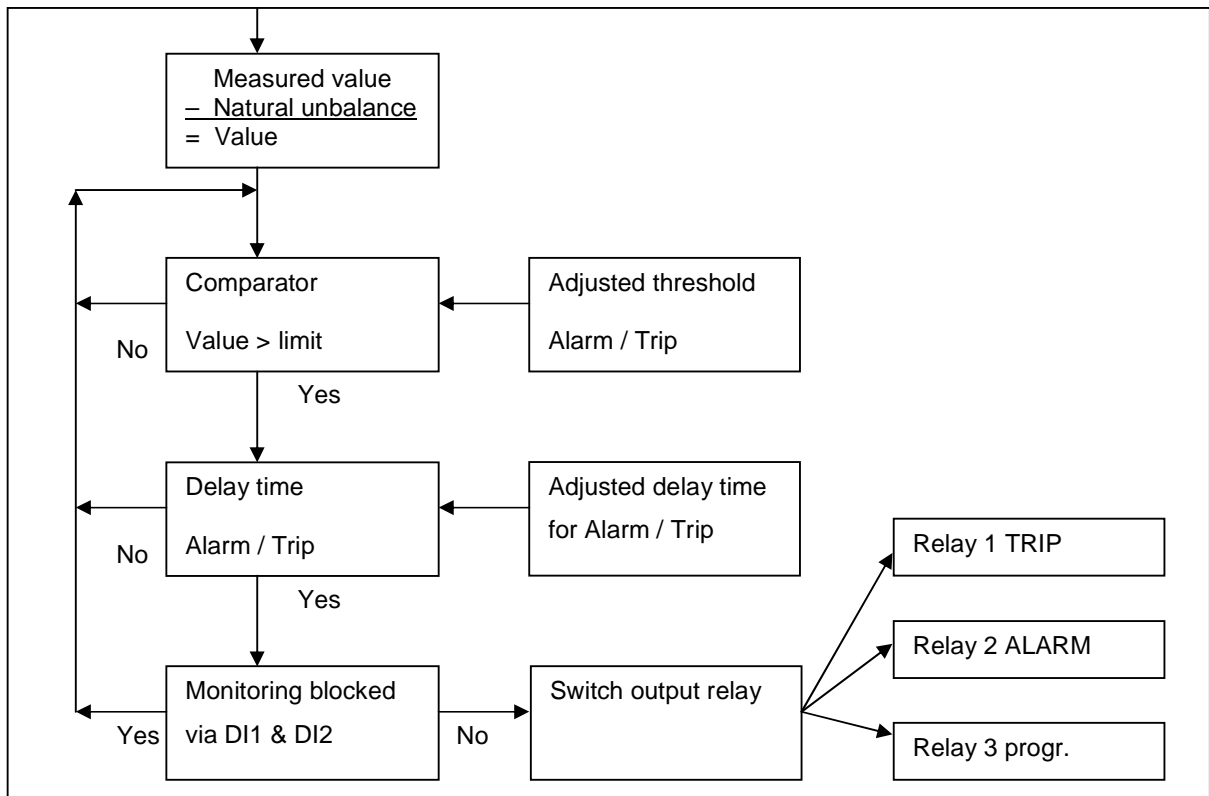 Measured value
– Natural unbalance
= Value
Comparator
Value > limit
Adjusted threshold
Alarm / Trip
No
Yes
Delay time
Alarm / Trip
Adjusted delay time
for Alarm / Trip
No
Yes
Relay 1 TRIP
Relay 2 ALARM
Monitoring blocked
via DI1 & DI2
Yes
No
Switch output relay
Relay 3 progr.